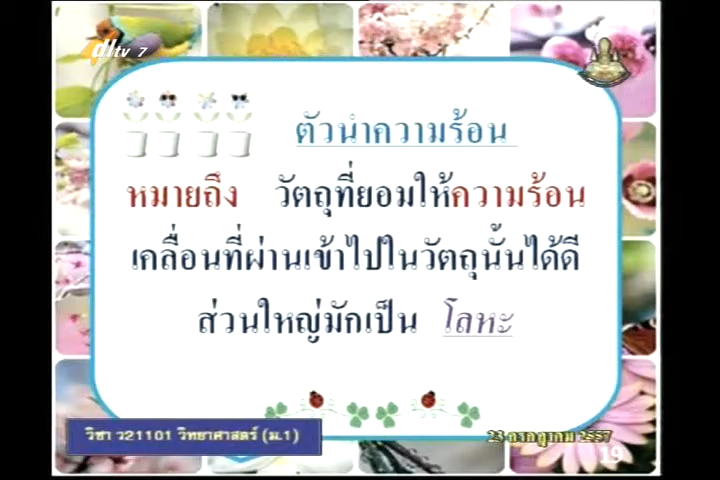 dltv 7
ตัวนำความร้อน
หมายถึง วัตถุที่ยอมให้ความร้อน
เคลื่อนที่ผ่านเข้าไปในวัตถุนั้นได้ดี
ส่วนใหญ่มักเป็น โลหะ
วิชา ว21101 วิทยาศาสตร์ (ม.1)
23 กรกฎาคม 2557
19